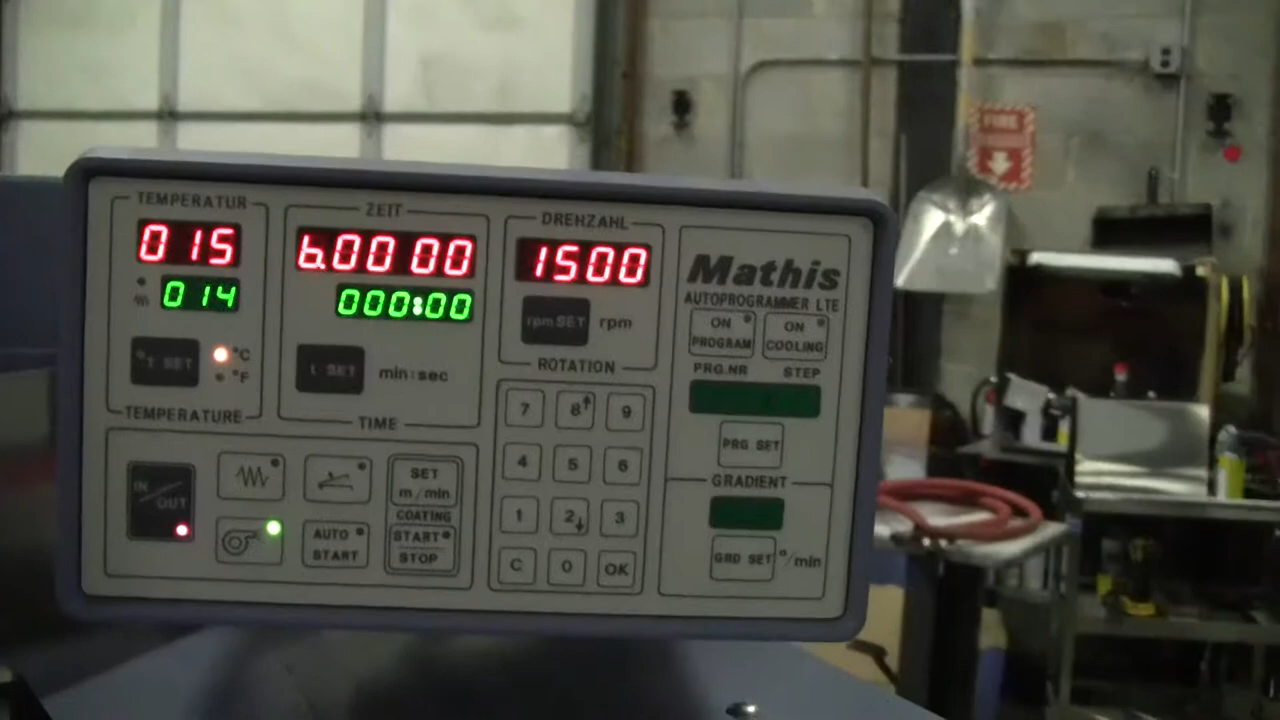 TEMPERATUR
015
014
°T SET
°C
°F
TEMPERATURE
ZEIT
b.00 00
000:00
t SET
min:sec
TIME
DREHZAHL
1500
rpm SET
rpm
ROTATION
Mathis
AUTOPROGRAMMER LTE
ON PROGRAM
ON COOLING
PRG.NR STEP
PRG SET
GRADIENT
GRD SET °/min
IN/OUT
SET m/min
COATING
AUTO START
START STOP
7 8 9
4 5 6
1 2 3
C 0 OK
FIRE